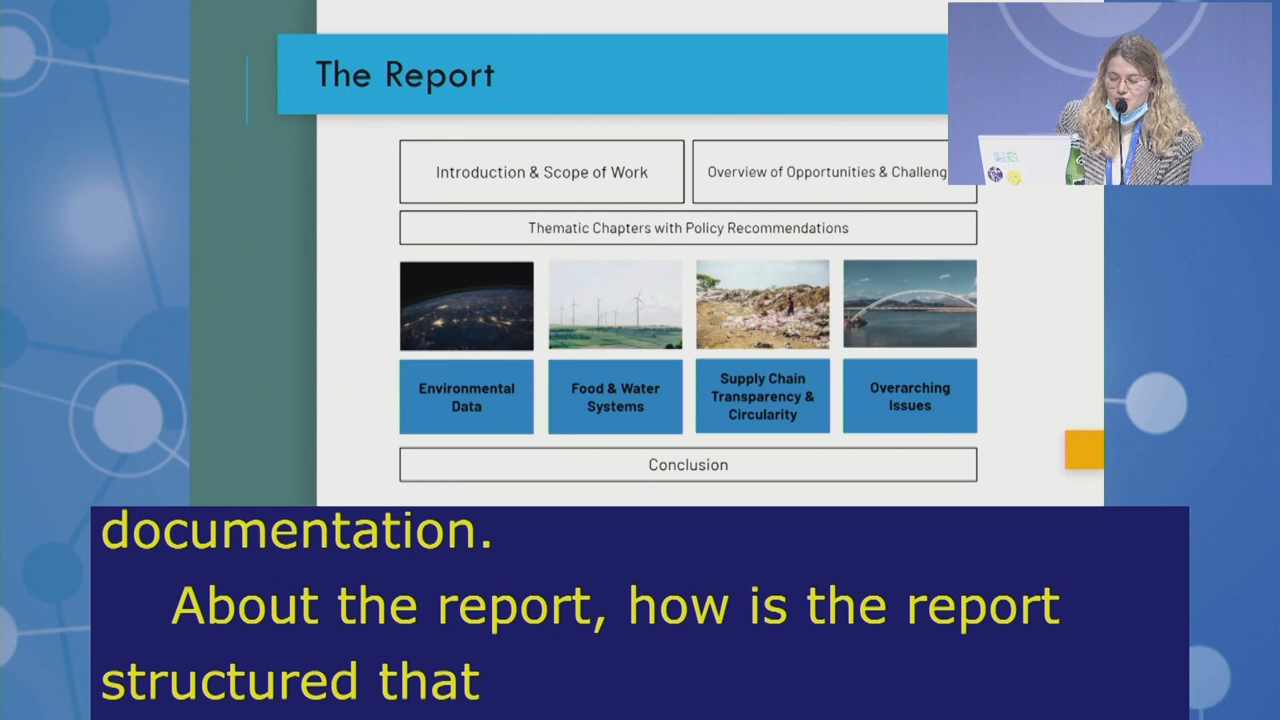 The Report
Introduction & Scope of Work
Overview of Opportunities & Challeng
Thematic Chapters with Policy Recommendations
Environmental
Data
Food & Water
Systems
Supply Chain
Transparency &
Circularity
Overarching
Issues
Conclusion
documentation.
About the report, how is the report
structured that